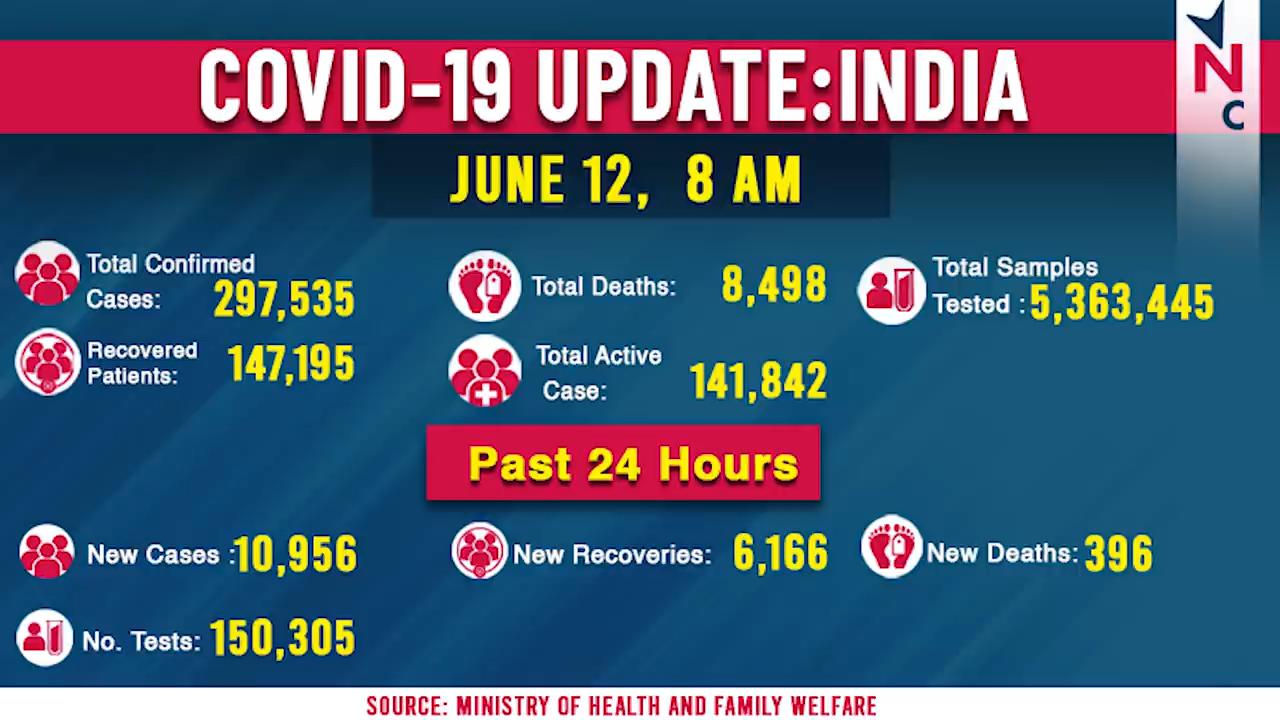 COVID-19 UPDATE:INDIA
N
C
JUNE 12, 8 AM
Total Confirmed
Cases: 297,535
Total Deaths: 8,498
Total Samples
Tested : 5,363,445
Recovered
Patients: 147,195
Total Active
Case: 141,842
Past 24 Hours
New Cases : 10,956
New Recoveries: 6,166
New Deaths: 396
No. Tests: 150,305
SOURCE: MINISTRY OF HEALTH AND FAMILY WELFARE